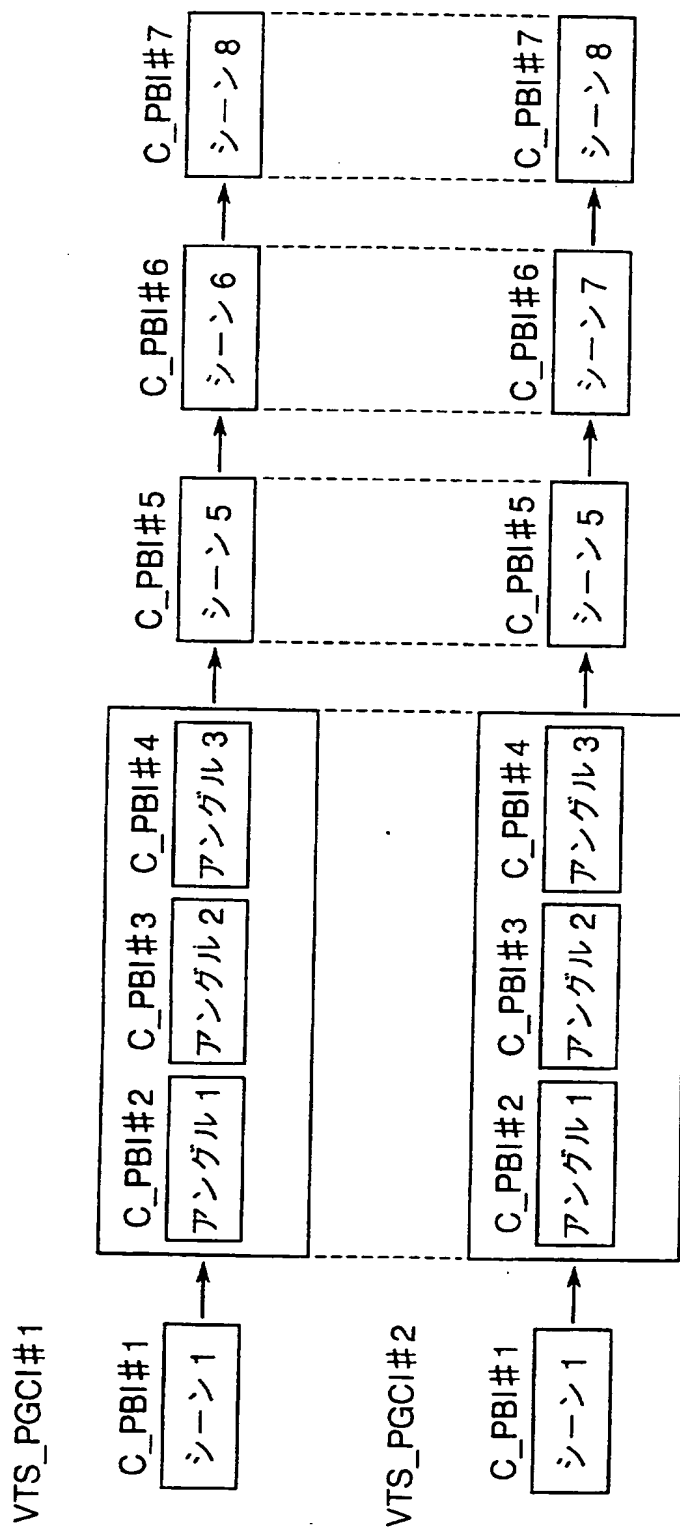 VTS_PGCI#1
C_PBI#1
シーン1
C_PBI#2
アングル1
C_PBI#3
アングル2
C_PBI#4
アングル3
C_PBI#5
シーン5
C_PBI#6
シーン6
C_PBI#7
シーン8
VTS_PGCI#2
C_PBI#1
シーン1
C_PBI#2
アングル1
C_PBI#3
アングル2
C_PBI#4
アングル3
C_PBI#5
シーン5
C_PBI#6
シーン7
C_PBI#7
シーン8